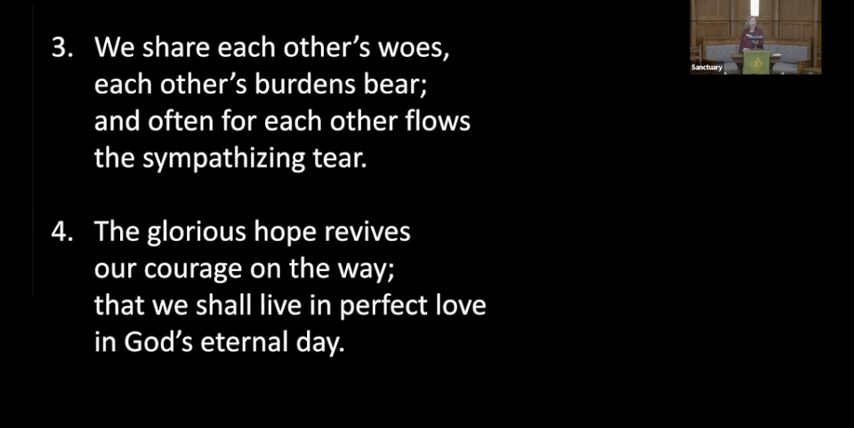 3. We share each other’s woes,
each other’s burdens bear;
and often for each other flows
the sympathizing tear.
4. The glorious hope revives
our courage on the way;
that we shall live in perfect love
in God’s eternal day.
Sanctuary